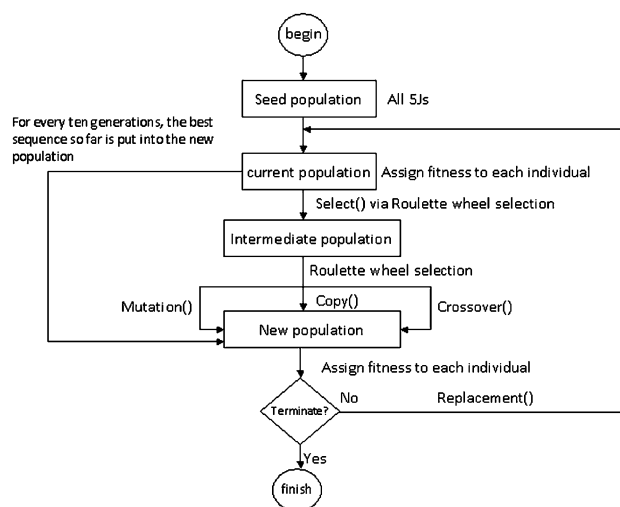 begin
Seed population
All 5Js
For every ten generations, the best
sequence so far is put into the new
population
current population
Assign fitness to each individual
Select() via Roulette wheel selection
Intermediate population
Roulette wheel selection
Mutation()
Copy()
Crossover()
New population
Assign fitness to each individual
Terminate?
No
Replacement()
Yes
finish